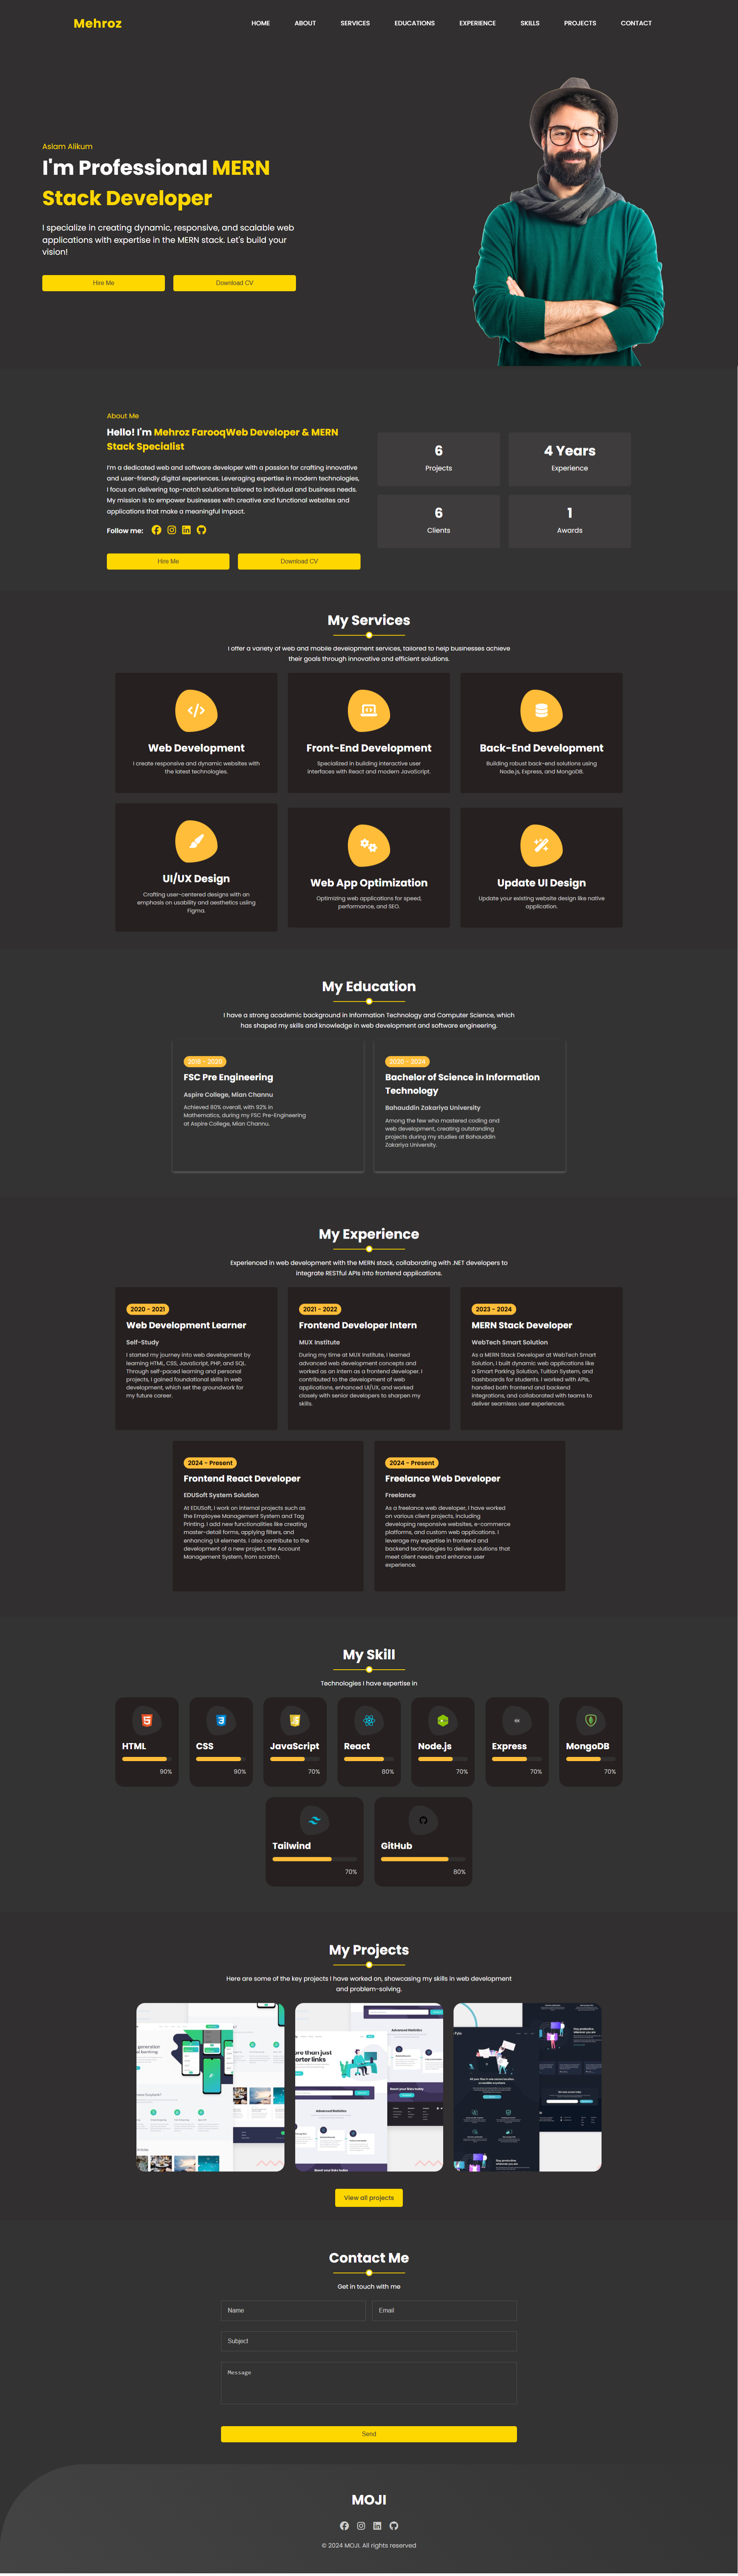 Mehroz
HOME ABOUT SERVICES EDUCATIONS EXPERIENCE SKILLS PROJECTS CONTACT
Aslam Alikum
I'm Professional MERN
Stack Developer
I specialize in creating dynamic, responsive, and scalable web
applications with expertise in the MERN stack. Let's build your
vision!
Hire Me
Download CV
About Me
Hello! I'm Mehroz FarooqWeb Developer & MERN
Stack Specialist
I'm a dedicated web and software developer with a passion for crafting innovative
and user-friendly digital experiences. Leveraging expertise in modern technologies,
I focus on delivering top-notch solutions tailored to individual and business needs.
My mission is to empower businesses with creative and functional websites and
applications that make a meaningful impact.
Follow me:
Hire Me
Download CV
6
Projects
4 Years
Experience
6
Clients
1
Awards
My Services
I offer a variety of web and mobile development services, tailored to help businesses achieve
their goals through innovative and efficient solutions.
Web Development
I create responsive and dynamic websites with
the latest technologies.
Front-End Development
Specialized in building interactive user
interfaces with React and modern JavaScript.
Back-End Development
Building robust back-end solutions using
Node.js, Express, and MongoDB.
UI/UX Design
Crafting user-centered designs with an
emphasis on usability and aesthetics using
Figma.
Web App Optimization
Optimizing web applications for speed,
performance, and SEO.
Update UI Design
Update your existing website design like native
application.
My Education
I have a strong academic background in Information Technology and Computer Science, which
has shaped my skills and knowledge in web development and software engineering.
2018 - 2020
FSC Pre Engineering
Aspire College, Mian Channu
Achieved 80% overall, with 92% in
Mathematics, during my FSC Pre-Engineering
at Aspire College, Mian Channu.
2020 - 2024
Bachelor of Science in Information
Technology
Bahauddin Zakariya University
Among the few who mastered coding and
web development, creating outstanding
projects during my studies at Bahauddin
Zakariya University.
My Experience
Experienced in web development with the MERN stack, collaborating with .NET developers to
integrate RESTful APIs into frontend applications.
2020 - 2021
Web Development Learner
Self-Study
I started my journey into web development by
learning HTML, CSS, JavaScript, PHP, and SQL.
Through self-paced learning and personal
projects, I gained foundational skills in web
development, which set the groundwork for
my future career.
2021 - 2022
Frontend Developer Intern
MUX Institute
During my time at MUX Institute, I learned
advanced web development concepts and
worked as an intern as a frontend developer. I
contributed to the development of web
applications, enhanced UI/UX, and worked
closely with senior developers to sharpen my
skills.
2023 - 2024
MERN Stack Developer
WebTech Smart Solution
As a MERN Stack Developer at WebTech Smart
Solution, I built dynamic web applications like
a Smart Parking Solution, Tuition System, and
Dashboards for students. I worked with APIs,
handled both frontend and backend
integrations, and collaborated with teams to
deliver seamless user experiences.
2024 - Present
Frontend React Developer
EDUSoft System Solution
At EDUSoft, I work on internal projects such as
the Employee Management System and Tag
Printing. I add new functionalities like creating
master-detail forms, applying filters, and
enhancing UI elements. I also contribute to the
development of a new project, the Account
Management System, from scratch.
2024 - Present
Freelance Web Developer
Freelance
As a freelance web developer, I have worked
on various client projects, including
developing responsive websites, e-commerce
platforms, and custom web applications. I
leverage my expertise in frontend and
backend technologies to deliver solutions that
meet client needs and enhance user
experience.
My Skill
Technologies I have expertise in
HTML
90%
CSS
90%
JavaScript
70%
React
80%
Node.js
70%
Express
70%
MongoDB
70%
Tailwind
70%
GitHub
80%
My Projects
Here are some of the key projects I have worked on, showcasing my skills in web development
and problem-solving.
View all projects
Contact Me
Get in touch with me
Name
Email
Subject
Message
Send
MOJI
© 2024 MOJI. All rights reserved